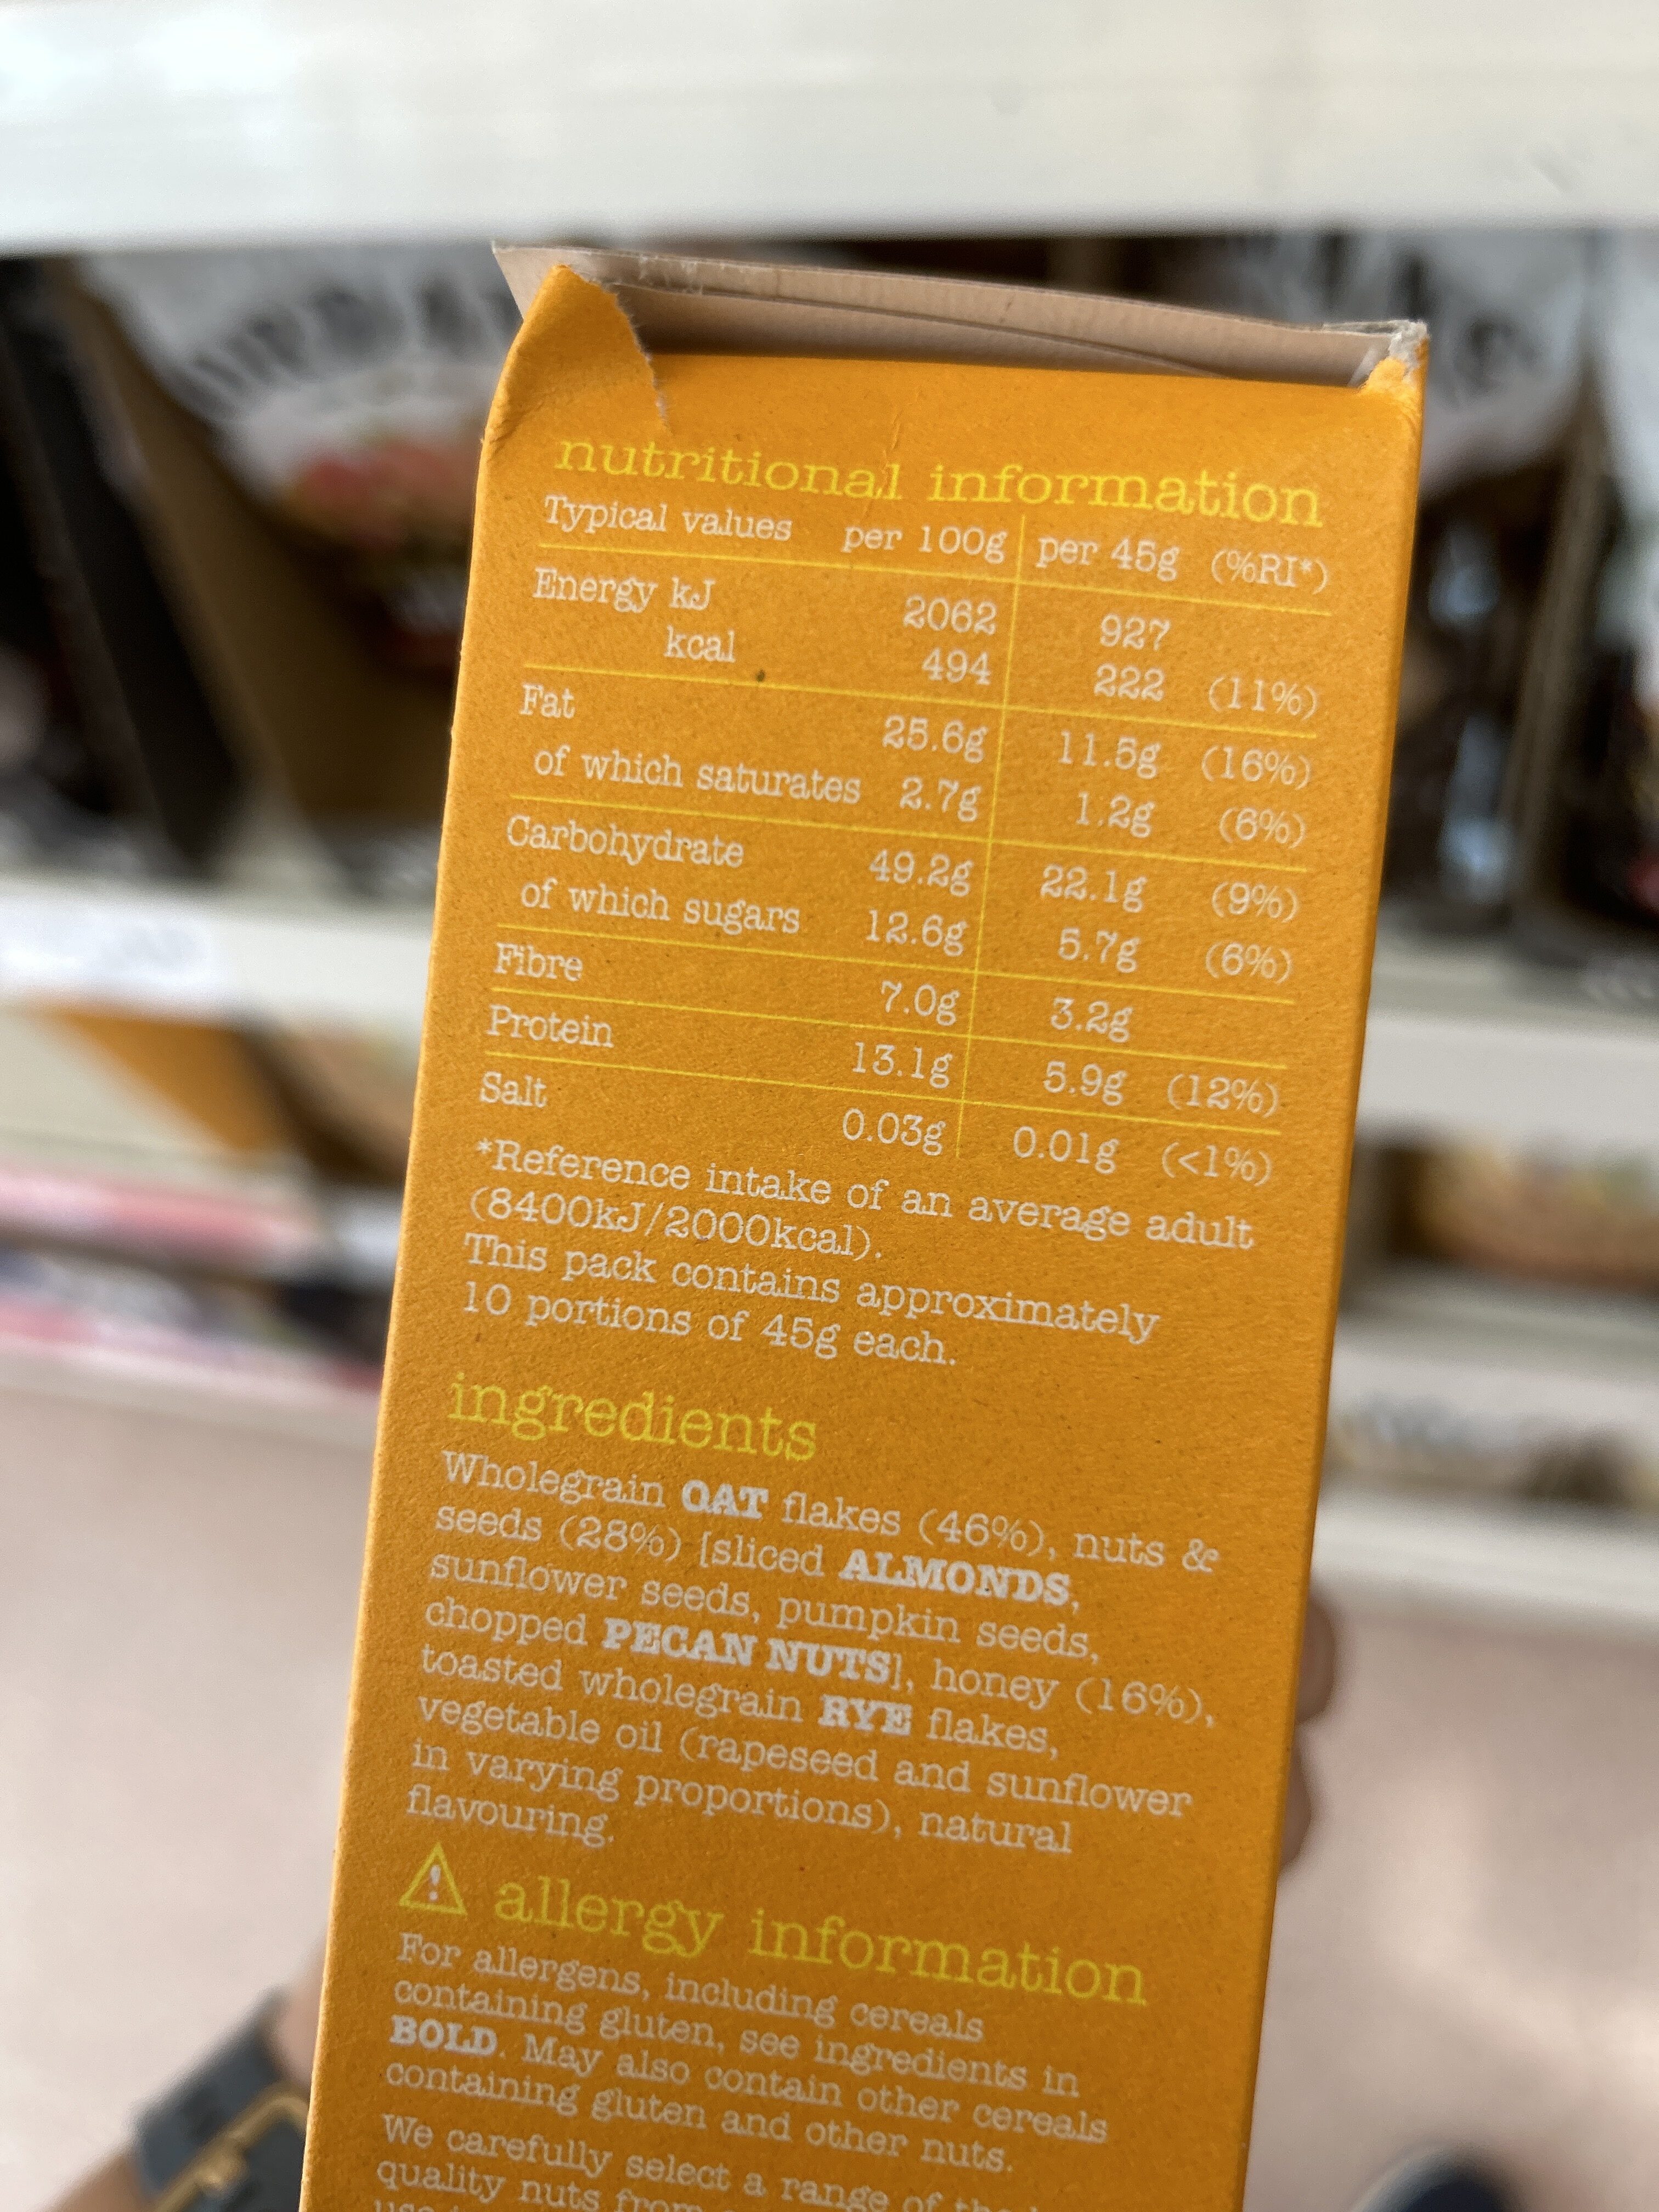 nutritional information
Typical values per 100g per 45g (%RI*)
Energy kJ 2062 927
kcal 494 222 (11%)
Fat 25.6g 11.5g (16%)
of which saturates 2.7g 1.2g (6%)
Carbohydrate 49.2g 22.1g (9%)
of which sugars 12.6g 5.7g (6%)
Fibre 7.0g 3.2g
Protein 13.1g 5.9g (12%)
Salt 0.03g 0.01g (<1%)
*Reference intake of an average adult
(8400kJ/2000kcal).
This pack contains approximately
10 portions of 45g each.
ingredients
Wholegrain OAT flakes (46%), nuts &
seeds (28%) [sliced ALMONDS,
sunflower seeds, pumpkin seeds,
chopped PECAN NUTS], honey (16%),
toasted wholegrain RYE flakes,
vegetable oil (rapeseed and sunflower
in varying proportions), natural
flavouring.
allergy information
For allergens, including cereals
containing gluten, see ingredients in
BOLD. May also contain other cereals
containing gluten and other nuts.
We carefully select a range of
quality nuts from